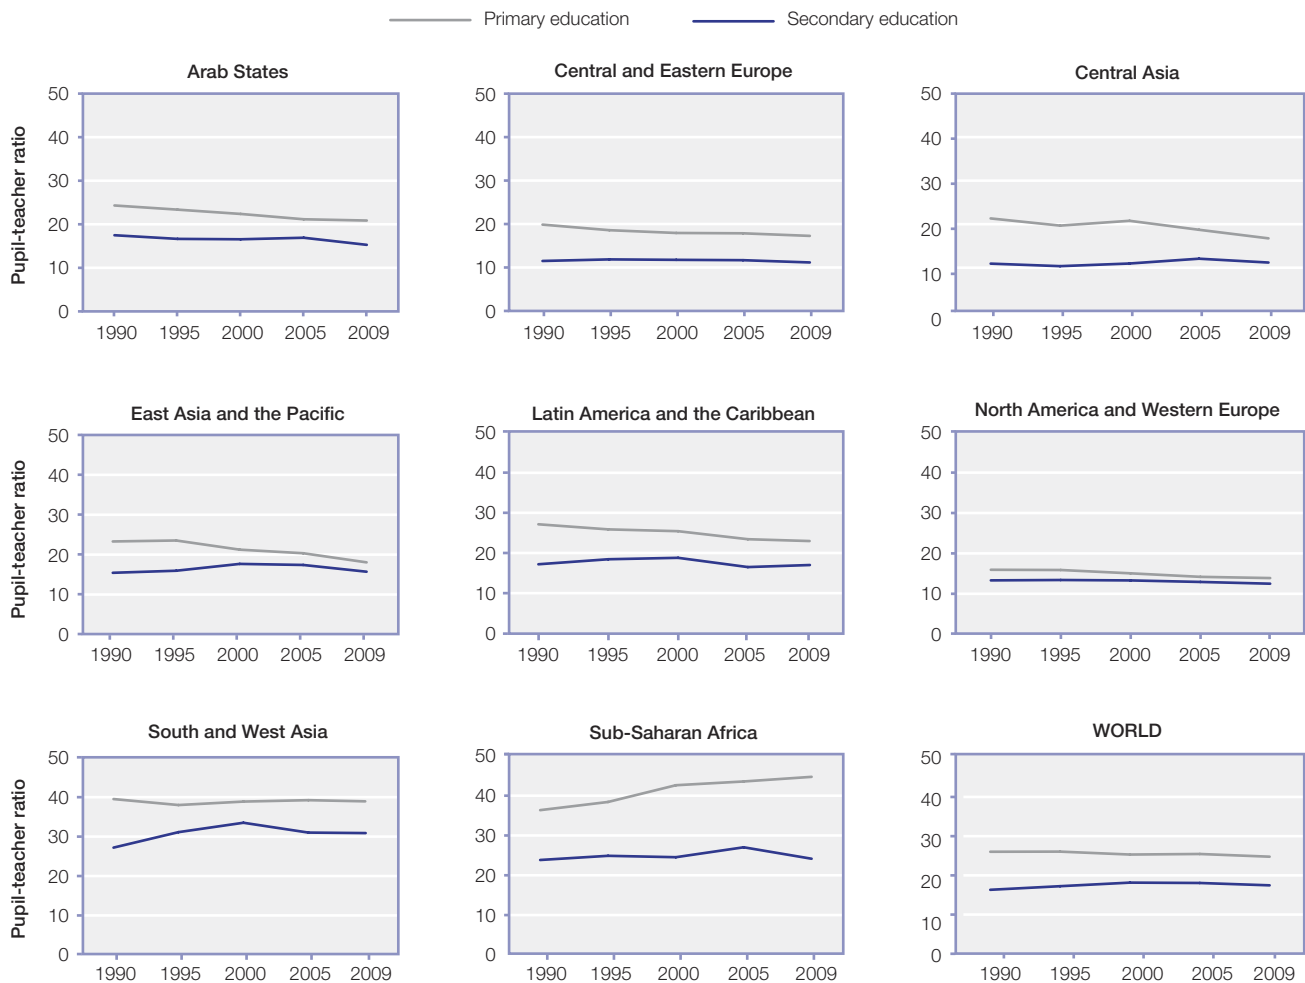 Primary education Secondary education
Arab States Central and Eastern Europe Central Asia
Pupil-teacher ratio
50 50 50
40 40 40
30 30 30
20 20 20
10 10 10
0 0 0
1990 1995 2000 2005 2009 1990 1995 2000 2005 2009 1990 1995 2000 2005 2009
East Asia and the Pacific Latin America and the Caribbean North America and Western Europe
Pupil-teacher ratio
50 50 50
40 40 40
30 30 30
20 20 20
10 10 10
0 0 0
1990 1995 2000 2005 2009 1990 1995 2000 2005 2009 1990 1995 2000 2005 2009
South and West Asia Sub-Saharan Africa WORLD
Pupil-teacher ratio
50 50 50
40 40 40
30 30 30
20 20 20
10 10 10
0 0 0
1990 1995 2000 2005 2009 1990 1995 2000 2005 2009 1990 1995 2000 2005 2009